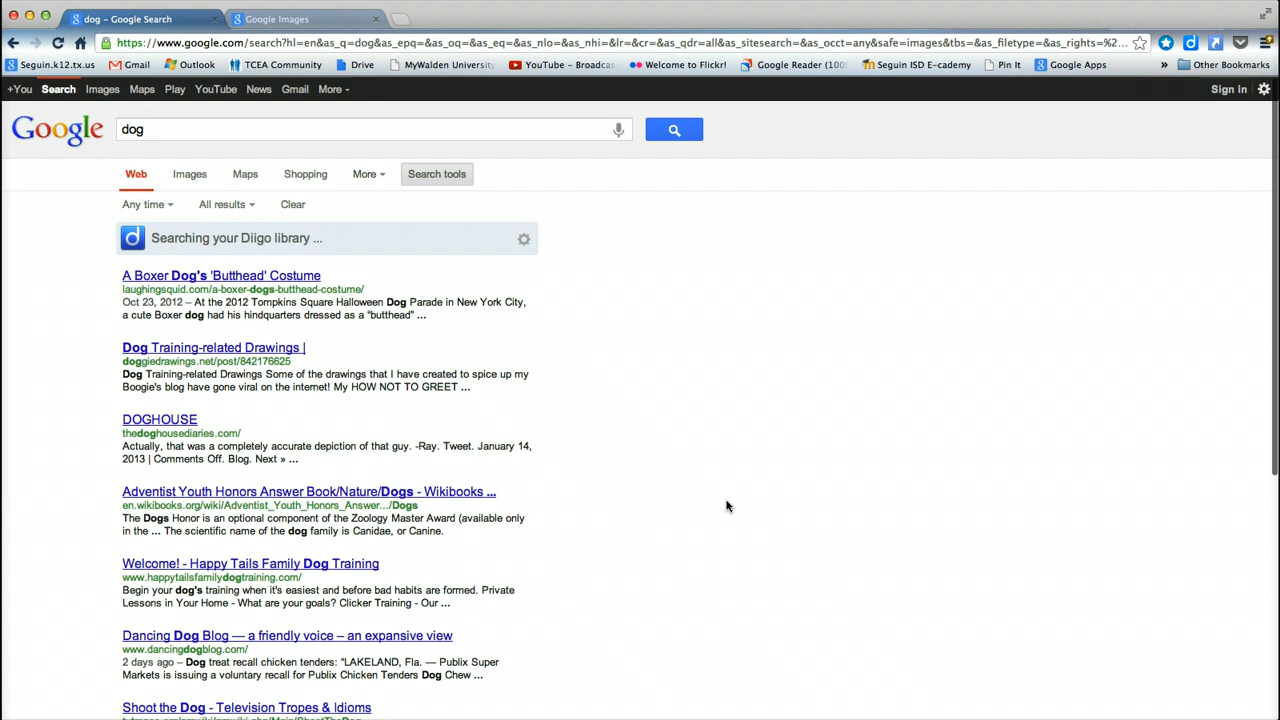 dog – Google Search
Google Images
https://www.google.com/search?hl=en&as_q=dog&as_epq=&as_oq=&as_eq=&as_nlo=&as_nhi=&lr=&cr=&as_qdr=all&as_sitesearch=&as_occt=any&safe=images&tbs=&as_filetype=&as_rights=%2...
Seguin.k12.tx.us Gmail Outlook TCEA Community Drive MyWalden University YouTube - Broadcas Welcome to Flickr! Google Reader (100 Seguin ISD E-cademy Pin It Google Apps » Other Bookmarks
+You Search Images Maps Play YouTube News Gmail More Sign in
Google dog
Web Images Maps Shopping More Search tools
Any time All results Clear
d Searching your Diigo library ...
A Boxer Dog's 'Butthead' Costume
laughingsquid.com/a-boxer-dogs-butthead-costume/
Oct 23, 2012 – At the 2012 Tompkins Square Halloween Dog Parade in New York City,
a cute Boxer dog had his hindquarters dressed as a “butthead” ...
Dog Training-related Drawings |
doggiedrawings.net/post/842176625
Dog Training-related Drawings Some of the drawings that I have created to spice up my
Boogie's blog have gone viral on the internet! My HOW NOT TO GREET ...
DOGHOUSE
thedoghousediaries.com/
Actually, that was a completely accurate depiction of that guy. -Ray. Tweet. January 14,
2013 | Comments Off. Blog. Next » ...
Adventist Youth Honors Answer Book/Nature/Dogs - Wikibooks ...
en.wikibooks.org/wiki/Adventist_Youth_Honors_Answer.../Dogs
The Dogs Honor is an optional component of the Zoology Master Award (available only
in the ... The scientific name of the dog family is Canidae, or Canine.
Welcome! - Happy Tails Family Dog Training
www.happytailsfamilydogtraining.com/
Begin your dog's training when it's easiest and before bad habits are formed. Private
Lessons in Your Home - What are your goals? Clicker Training - Our ...
Dancing Dog Blog — a friendly voice – an expansive view
www.dancingdogblog.com/
2 days ago – Dog treat recall chicken tenders: “LAKELAND, Fla. — Publix Super
Markets is issuing a voluntary recall for Publix Chicken Tenders Dog Chew ...
Shoot the Dog - Television Tropes & Idioms